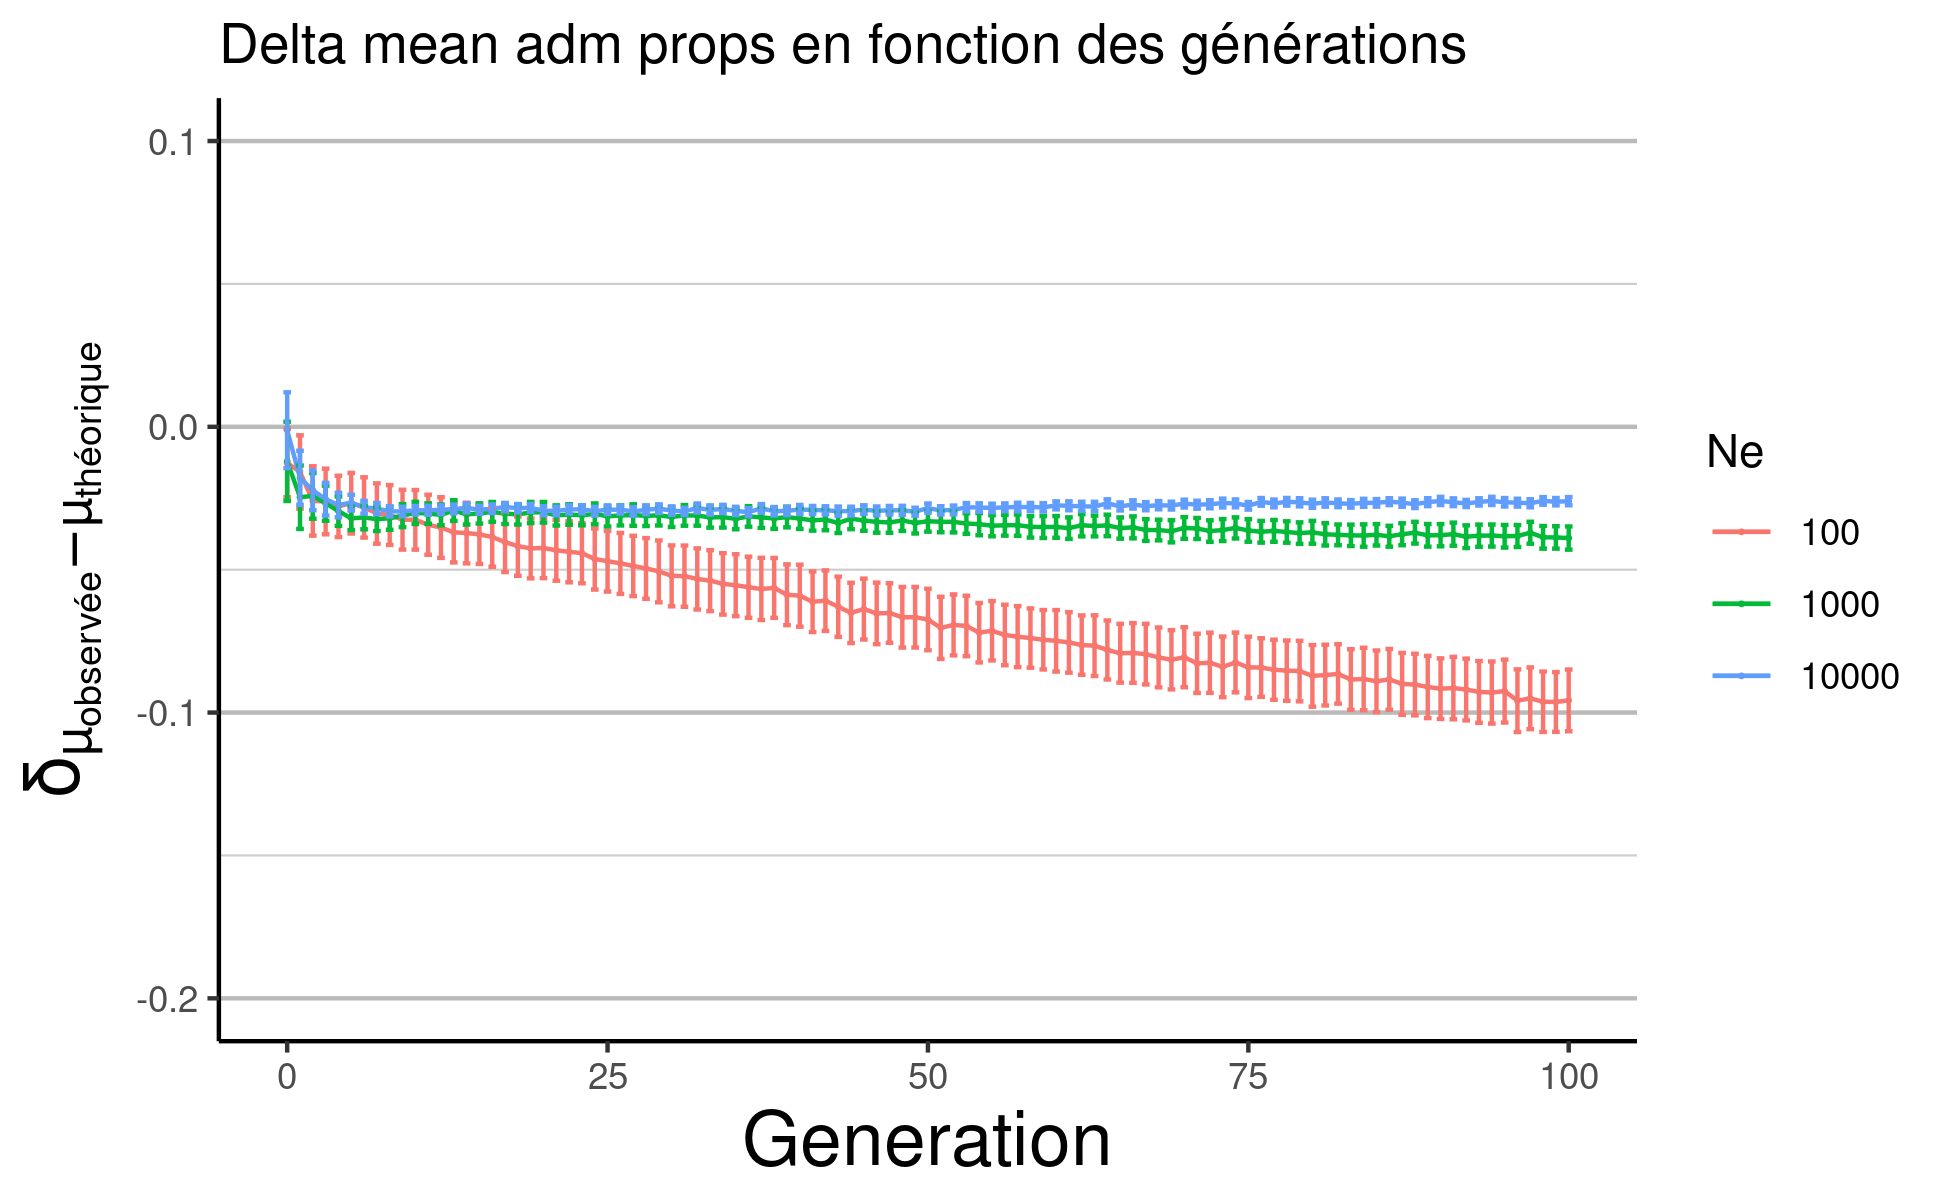 Delta mean adm props en fonction des générations
δμobservée−μthéorique
0.1
0.0
-0.1
-0.2
0 25 50 75 100
Generation
Ne
100
1000
10000